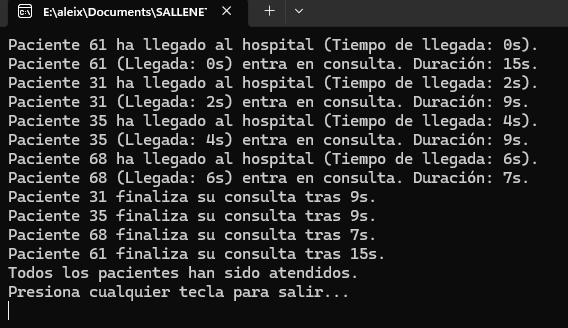 E:\aleix\Documents\SALLENE
Paciente 61 ha llegado al hospital (Tiempo de llegada: 0s).
Paciente 61 (Llegada: 0s) entra en consulta. Duración: 15s.
Paciente 31 ha llegado al hospital (Tiempo de llegada: 2s).
Paciente 31 (Llegada: 2s) entra en consulta. Duración: 9s.
Paciente 35 ha llegado al hospital (Tiempo de llegada: 4s).
Paciente 35 (Llegada: 4s) entra en consulta. Duración: 9s.
Paciente 68 ha llegado al hospital (Tiempo de llegada: 6s).
Paciente 68 (Llegada: 6s) entra en consulta. Duración: 7s.
Paciente 31 finaliza su consulta tras 9s.
Paciente 35 finaliza su consulta tras 9s.
Paciente 68 finaliza su consulta tras 7s.
Paciente 61 finaliza su consulta tras 15s.
Todos los pacientes han sido atendidos.
Presiona cualquier tecla para salir...